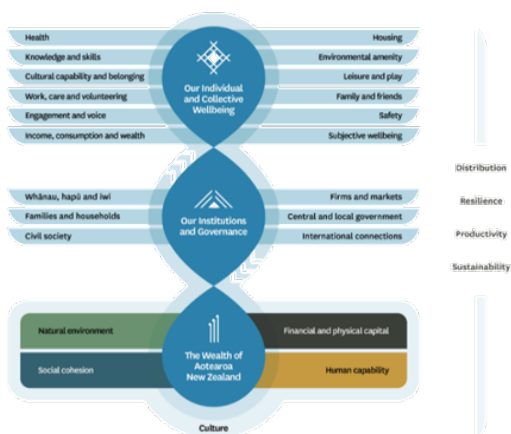 Health
Housing
Knowledge and skills
Environmental amenity
Cultural capability and belonging
Leisure and play
Work, care and volunteering
Family and friends
Engagement and voice
Safety
Income, consumption and wealth
Subjective wellbeing
Our Individual
and Collective
Wellbeing
Whānau, hapū and iwi
Firms and markets
Families and households
Central and local government
Civil society
International connections
Our Institutions
and Governance
Natural environment
Financial and physical capital
Social cohesion
Human capability
The Wealth of
Aotearoa
New Zealand
Culture
Distribution
Resilience
Productivity
Sustainability